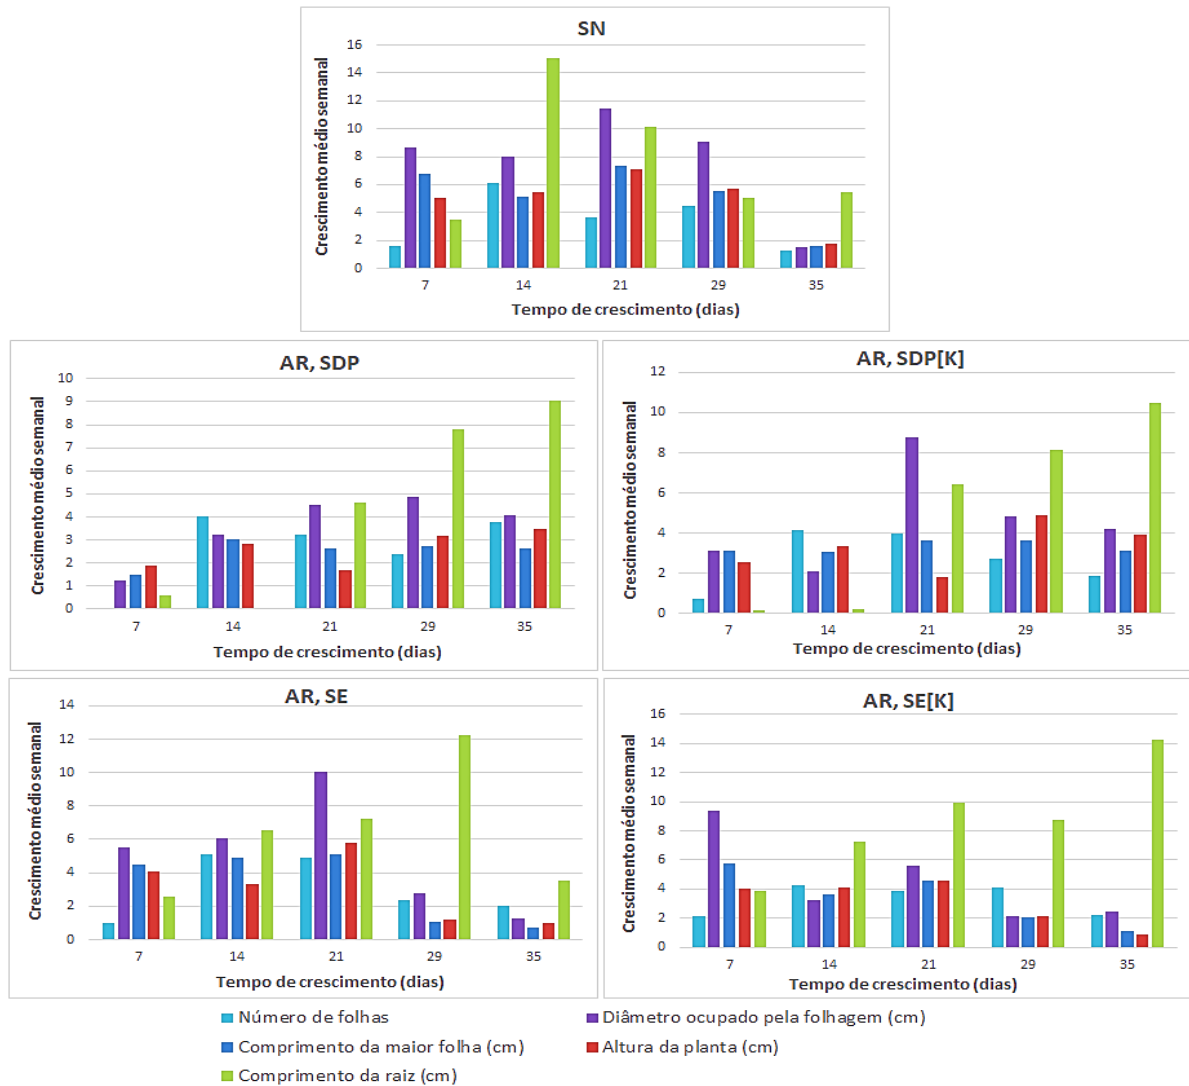 SN
Crescimento médio semanal
16
14
12
10
8
6
4
2
0
7 14 21 29 35
Tempo de crescimento (dias)
AR, SDP
Crescimento médio semanal
10
9
8
7
6
5
4
3
2
1
0
7 14 21 29 35
Tempo de crescimento (dias)
AR, SDP[K]
Crescimento médio semanal
12
10
8
6
4
2
0
7 14 21 29 35
Tempo de crescimento (dias)
AR, SE
Crescimento médio semanal
14
12
10
8
6
4
2
0
7 14 21 29 35
Tempo de crescimento (dias)
AR, SE[K]
Crescimento médio semanal
16
14
12
10
8
6
4
2
0
7 14 21 29 35
Tempo de crescimento (dias)
Número de folhas
Diâmetro ocupado pela folhagem (cm)
Comprimento da maior folha (cm)
Altura da planta (cm)
Comprimento da raiz (cm)